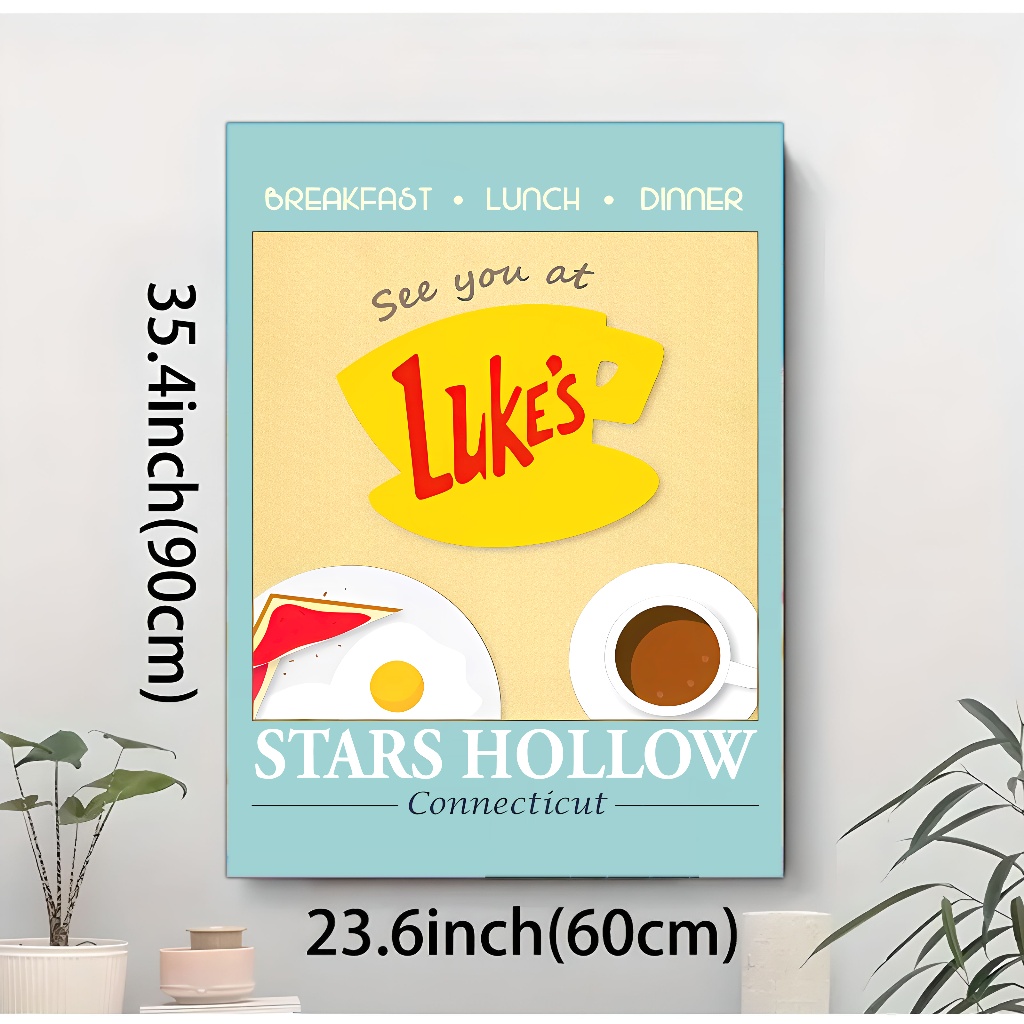 BREAKFAST • LUNCH • DINNER
See you at
LUKE'S
STARS HOLLOW
Connecticut
35.4inch(90cm)
23.6inch(60cm)